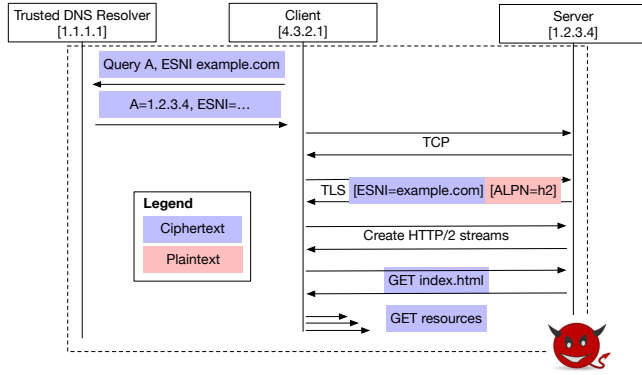 Trusted DNS Resolver
[1.1.1.1]
Client
[4.3.2.1]
Server
[1.2.3.4]
Query A, ESNI example.com
A=1.2.3.4, ESNI=…
TCP
TLS [ESNI=example.com] [ALPN=h2]
Legend
Ciphertext
Plaintext
Create HTTP/2 streams
GET index.html
GET resources